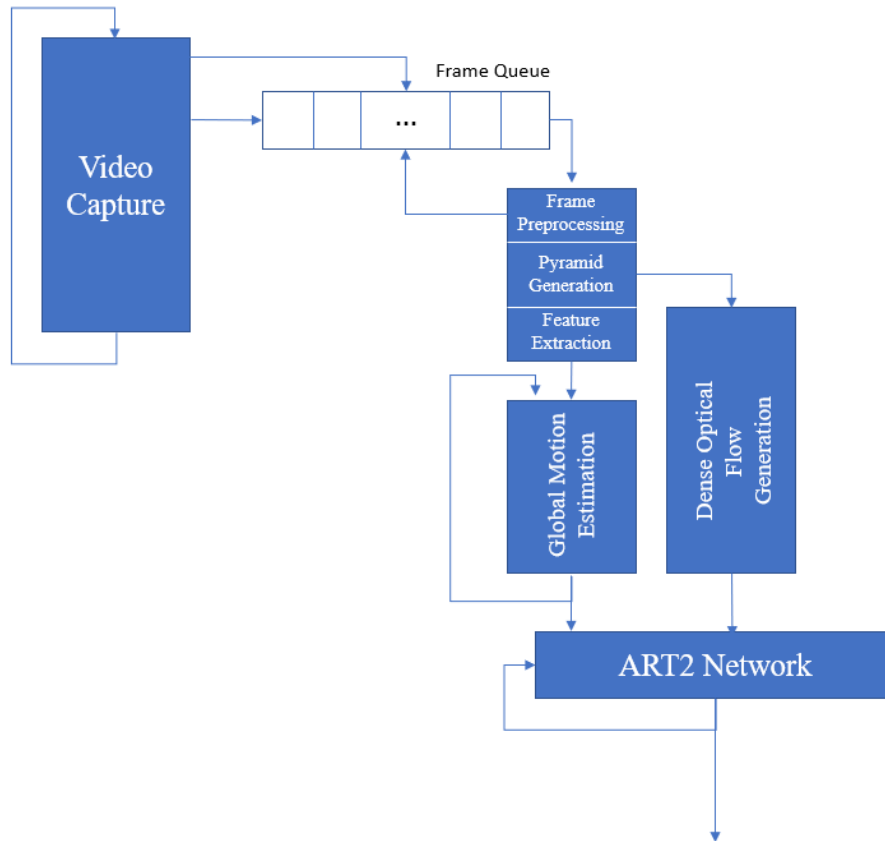 Frame Queue
...
Video
Capture
Frame
Preprocessing
Pyramid
Generation
Feature
Extraction
Global Motion
Estimation
Dense Optical
Flow
Generation
ART2 Network